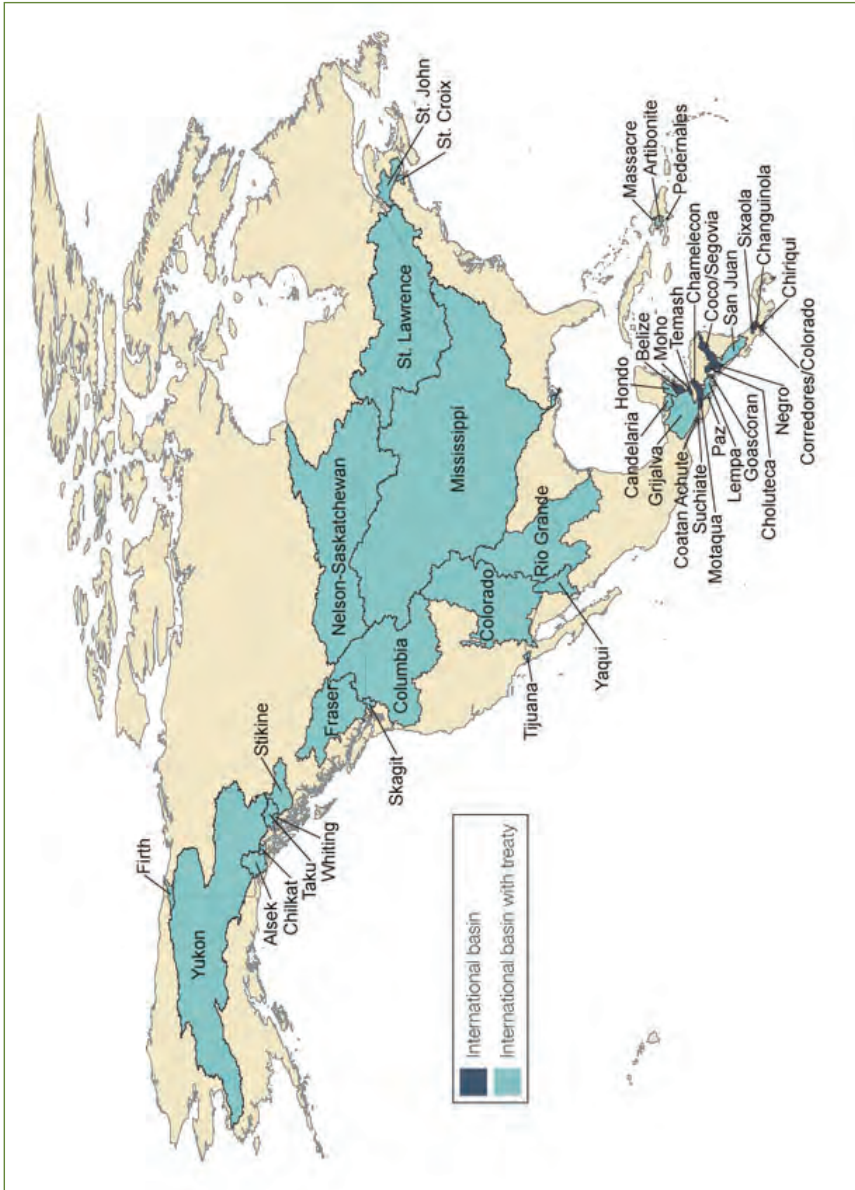 Firth
Yukon
Alsek
Chilkat
Taku
Whiting
Stikine
Fraser
Skagit
Columbia
Nelson-Saskatchewan
St. Lawrence
St. John
St. Croix
Mississippi
Colorado
Rio Grande
Tijuana
Yaqui
Massacre
Artibonite
Pedernales
Hondo
Belize
Moho
Temash
Chamelecon
Coco/Segovia
San Juan
Sixaola
Changuinola
Chiriqui
Candelaria
Grijalva
Coatan Achute
Suchiate
Motaqua
Paz
Lempa
Goascoran
Choluteca
Negro
Corredores/Colorado
International basin
International basin with treaty